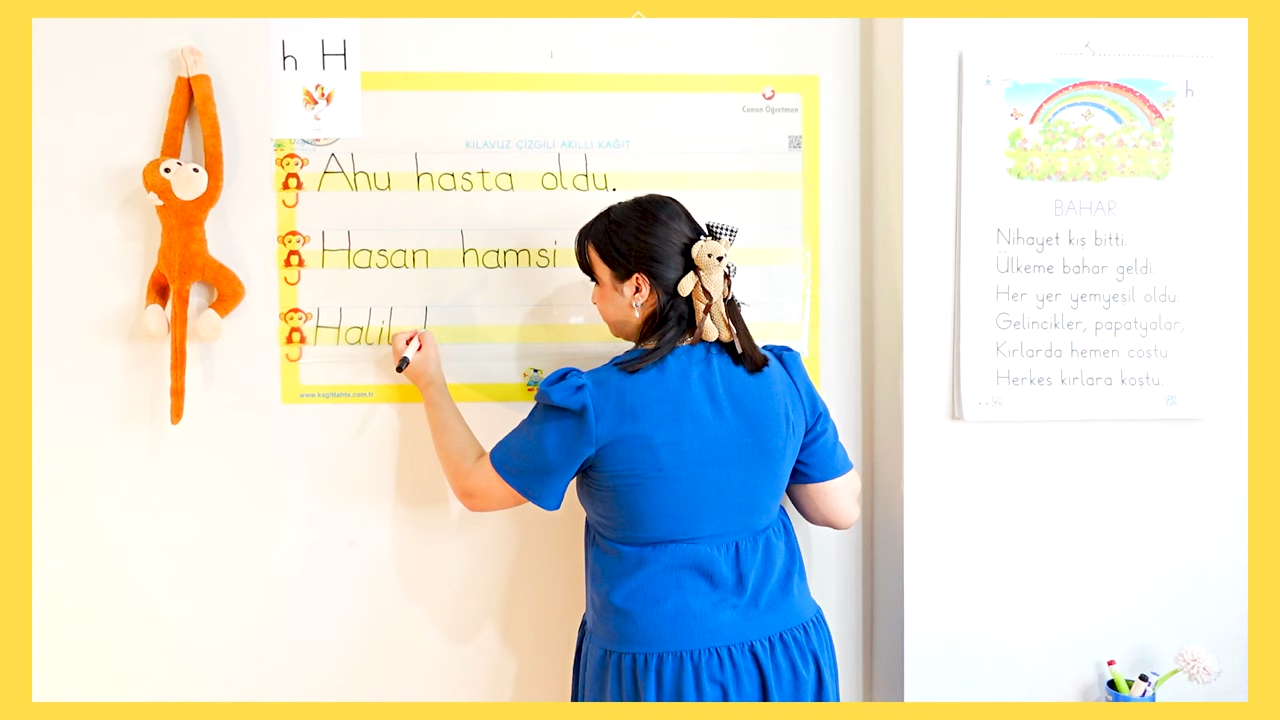 h H
Canan Öğretmen
KILAVUZ ÇİZGİLİ AKILLI KAĞIT
Ahu hasta oldu.
Hasan hamsi
Halil
www.kagittahta.com.tr
h
BAHAR
Nihayet kış bitti.
Ülkeme bahar geldi.
Her yer yemyeşil oldu.
Gelincikler, papatyalar,
Kırlarda hemen coştu.
Herkes kırlara koştu.